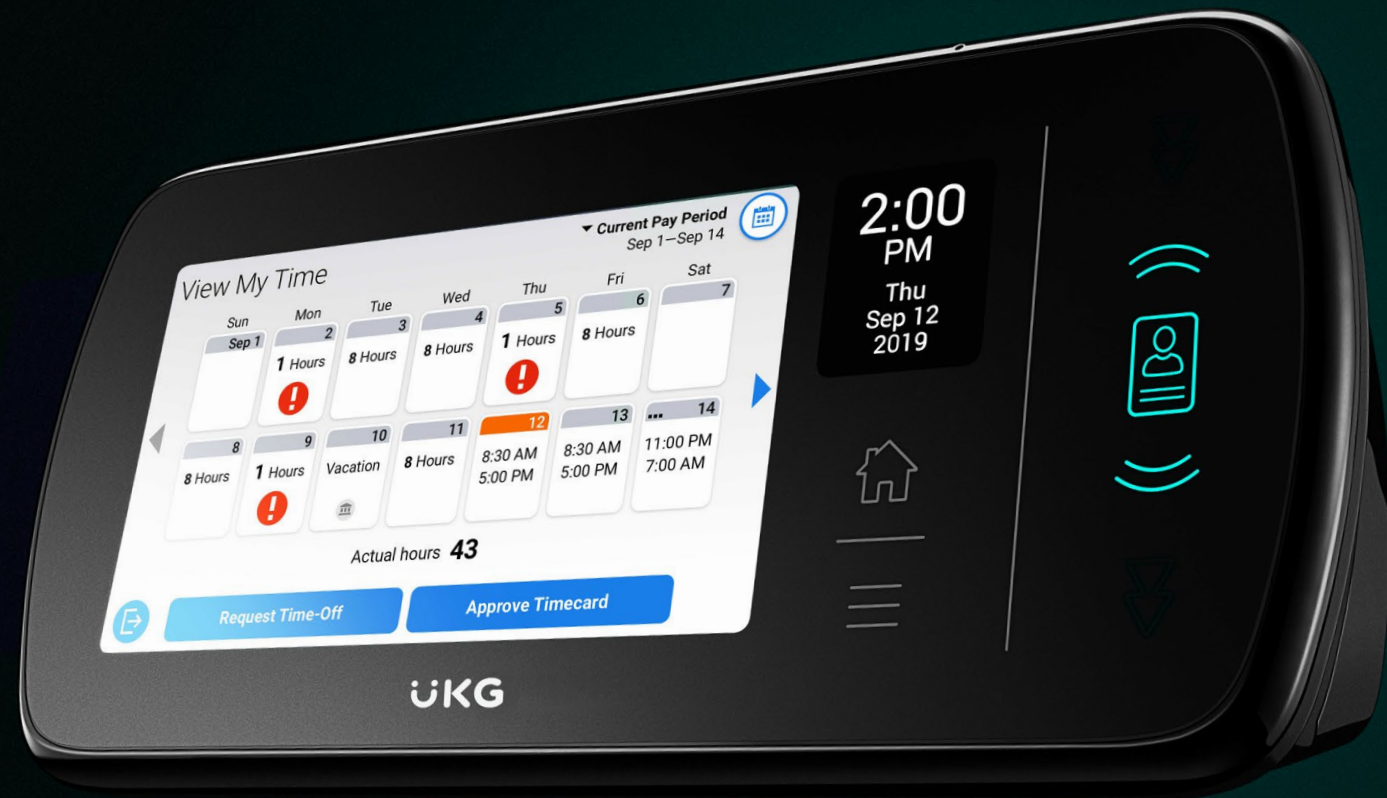 View My Time
Current Pay Period
Sep 1–Sep 14
Sun Mon Tue Wed Thu Fri Sat
Sep 1 2 3 4 5 6 7
1 Hours 8 Hours 8 Hours 1 Hours 8 Hours
!
!
8 9 10 11 12 13 14
8 Hours 1 Hours Vacation 8 Hours 8:30 AM 8:30 AM 11:00 PM
5:00 PM 5:00 PM 7:00 AM
!
Actual hours 43
Request Time-Off
Approve Timecard
UKG
2:00
PM
Thu
Sep 12
2019